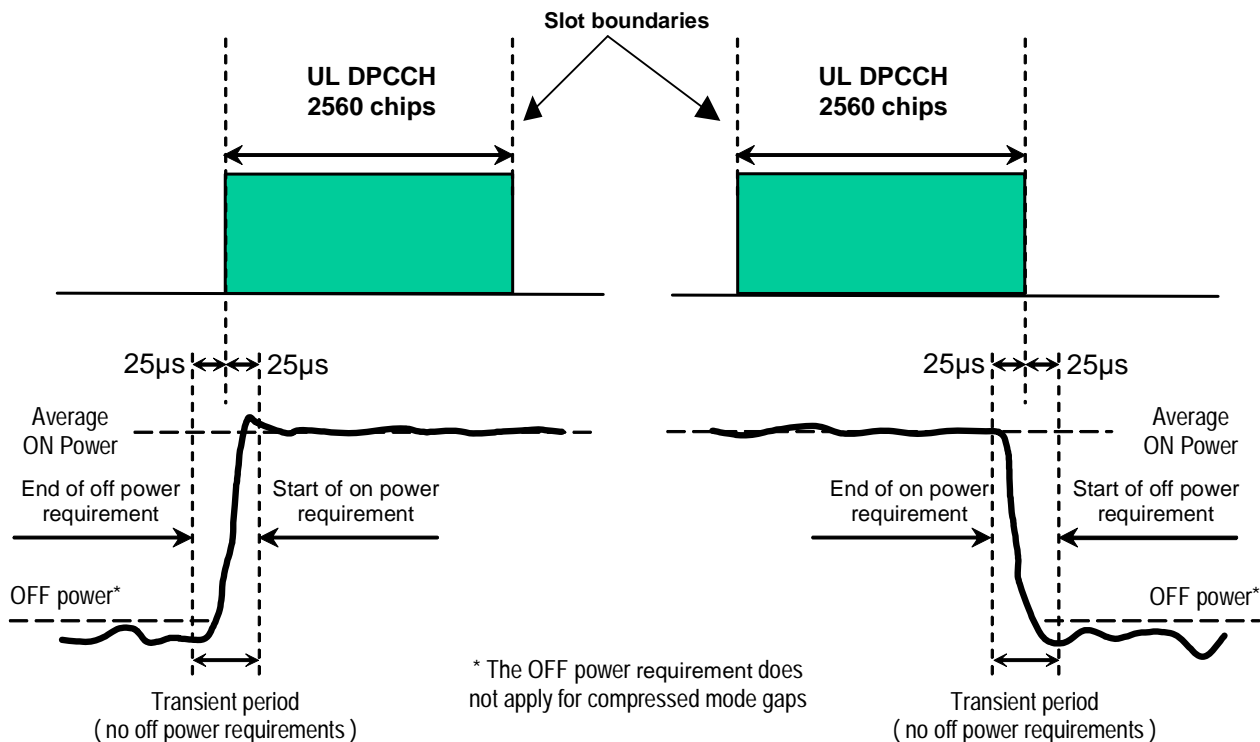 Slot boundaries
UL DPCCH
2560 chips
UL DPCCH
2560 chips
25µs
25µs
25µs
25µs
Average
ON Power
Average
ON Power
End of off power
requirement
Start of on power
requirement
End of on power
requirement
Start of off power
requirement
OFF power*
OFF power*
* The OFF power requirement does
not apply for compressed mode gaps
Transient period
( no off power requirements )
Transient period
( no off power requirements )